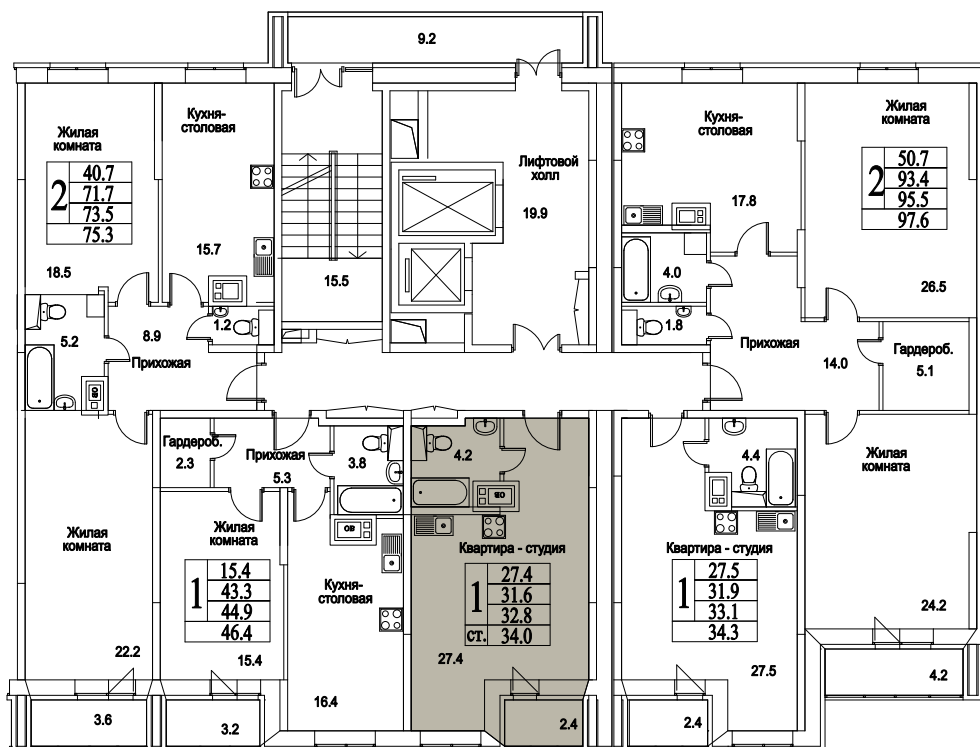 9.2
Жилая
комната
2
40.7
71.7
73.5
75.3
18.5
Кухня-
столовая
15.7
15.5
Лифтовой
холл
19.9
Кухня-
столовая
17.8
Жилая
комната
2
50.7
93.4
95.5
97.6
26.5
5.2
8.9
Прихожая
1.2
4.0
1.8
Прихожая
14.0
Гардероб.
5.1
ОВ
Гардероб.
2.3
Прихожая
5.3
3.8
4.2
4.4
ОВ
ОВ
Жилая
комната
22.2
Жилая
комната
1
15.4
43.3
44.9
46.4
15.4
Кухня-
столовая
16.4
Квартира - студия
1
ст.
27.4
31.6
32.8
34.0
27.4
Квартира - студия
1
27.5
31.9
33.1
34.3
27.5
Жилая
комната
24.2
3.6
3.2
2.4
2.4
4.2